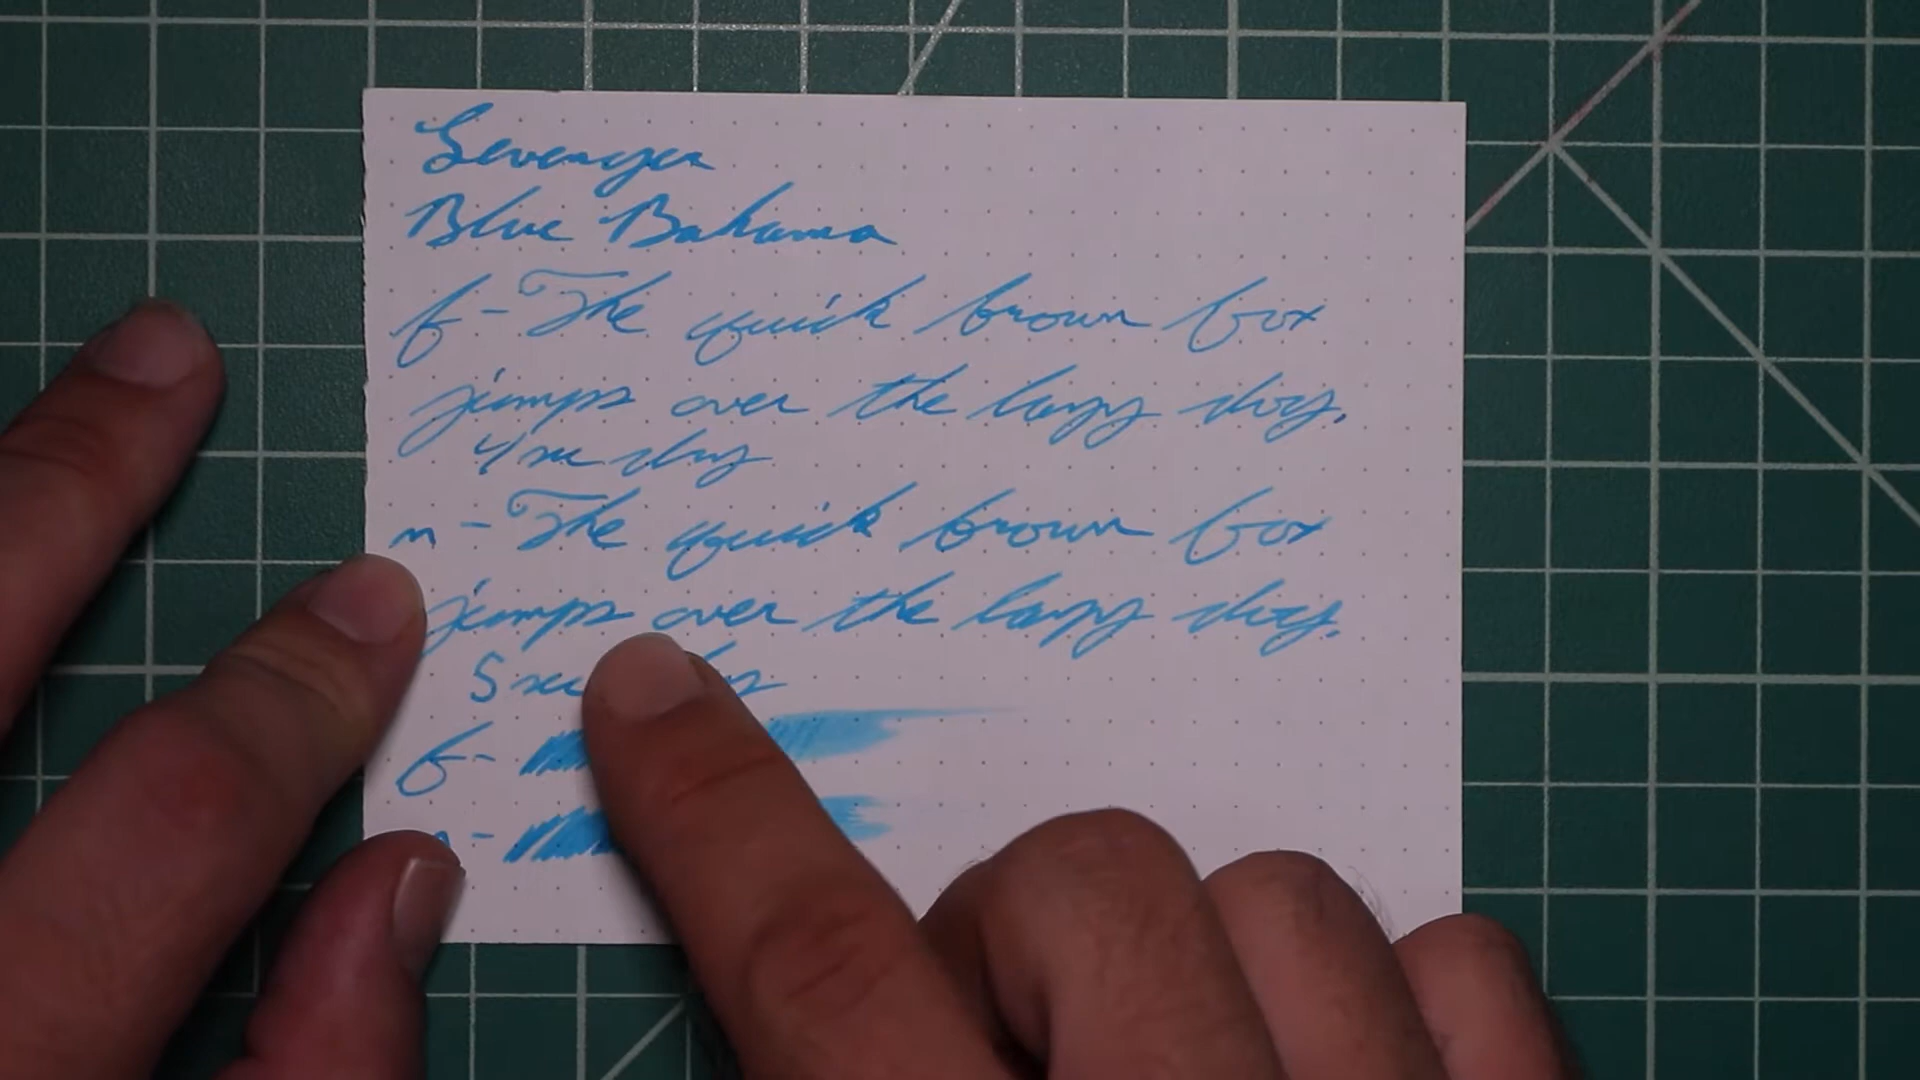 Levenger
Blue Bahama
f - The quick brown fox
jumps over the lazy dog.
4 sec dry
m - The quick brown fox
jumps over the lazy dog.
5 sec
f -
m -